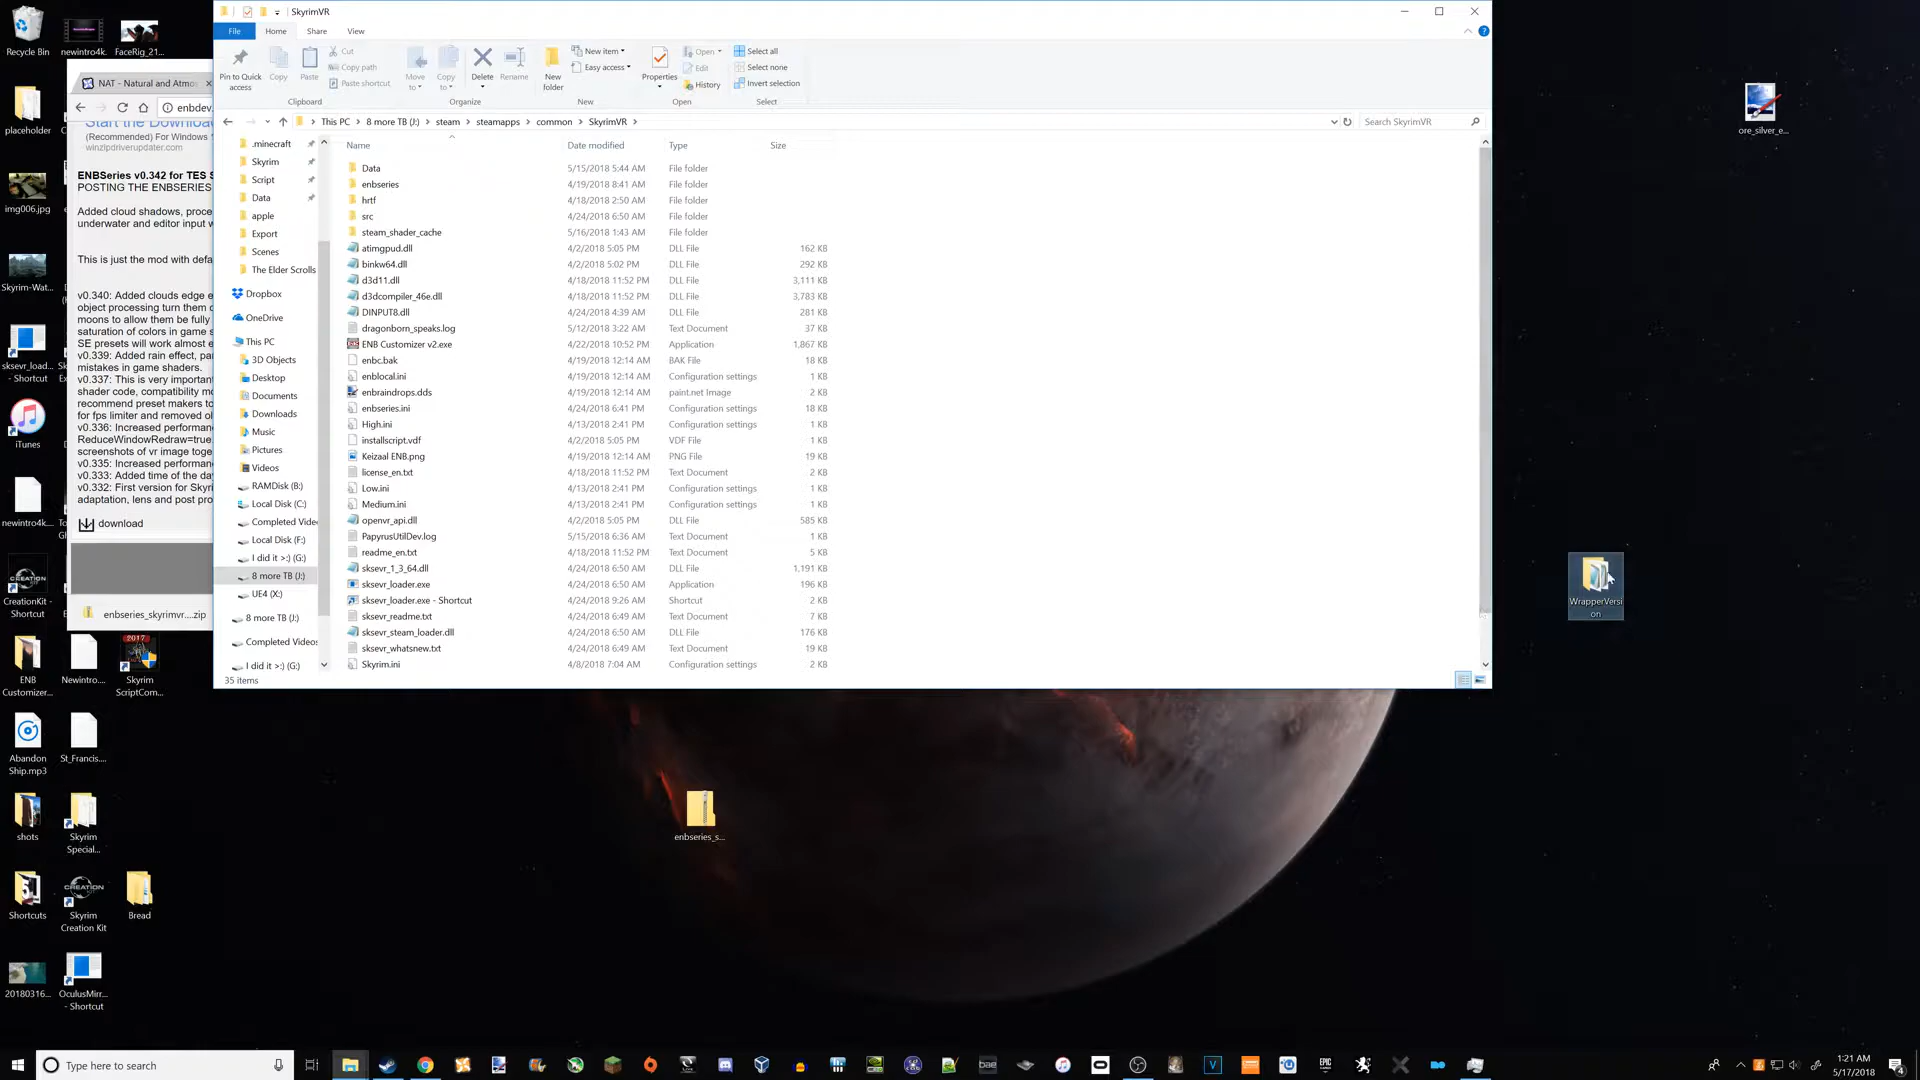 SkyrimVR
File
Home
Share
View
Pin to Quick
access
Copy
Paste
Cut
Copy path
Paste shortcut
Clipboard
Move
to
Copy
to
Delete
Rename
Organize
New
folder
New item
Easy access
New
Properties
Open
Edit
History
Open
Select all
Select none
Invert selection
Select
This PC
8 more TB (J:)
steam
steamapps
common
SkyrimVR
Search SkyrimVR
Name
Date modified
Type
Size
Data 5/15/2018 5:44 AM File folder
enbseries 4/19/2018 8:41 AM File folder
hrtf 4/18/2018 2:50 AM File folder
src 4/24/2018 6:50 AM File folder
steam_shader_cache 5/16/2018 1:43 AM File folder
atimgpud.dll 4/2/2018 5:05 PM DLL File 162 KB
binkw64.dll 4/2/2018 5:02 PM DLL File 292 KB
d3d11.dll 4/18/2018 11:52 PM DLL File 3,111 KB
d3dcompiler_46e.dll 4/18/2018 11:52 PM DLL File 3,783 KB
DINPUT8.dll 4/24/2018 4:39 AM DLL File 281 KB
dragonborn_speaks.log 5/12/2018 3:22 AM Text Document 37 KB
ENB Customizer v2.exe 4/22/2018 10:52 PM Application 1,867 KB
enbc.bak 4/19/2018 12:14 AM BAK File 18 KB
enblocal.ini 4/19/2018 12:14 AM Configuration settings 1 KB
enbraindrops.dds 4/19/2018 12:14 AM paint.net Image 2 KB
enbseries.ini 4/24/2018 6:41 PM Configuration settings 18 KB
High.ini 4/13/2018 2:41 PM Configuration settings 1 KB
installscript.vdf 4/2/2018 5:05 PM VDF File 1 KB
Keizaal ENB.png 4/19/2018 12:14 AM PNG File 19 KB
license_en.txt 4/18/2018 11:52 PM Text Document 2 KB
Low.ini 4/13/2018 2:41 PM Configuration settings 1 KB
Medium.ini 4/13/2018 2:41 PM Configuration settings 1 KB
openvr_api.dll 4/2/2018 5:05 PM DLL File 585 KB
PapyrusUtilDev.log 5/15/2018 6:36 AM Text Document 1 KB
readme_en.txt 4/18/2018 11:52 PM Text Document 5 KB
sksevr_1_3_64.dll 4/24/2018 6:50 AM DLL File 1,191 KB
sksevr_loader.exe 4/24/2018 6:50 AM Application 196 KB
sksevr_loader.exe - Shortcut 4/24/2018 9:26 AM Shortcut 2 KB
sksevr_readme.txt 4/24/2018 6:49 AM Text Document 7 KB
sksevr_steam_loader.dll 4/24/2018 6:50 AM DLL File 176 KB
sksevr_whatsnew.txt 4/24/2018 6:49 AM Text Document 19 KB
Skyrim.ini 4/8/2018 7:04 AM Configuration settings 2 KB
35 items
.minecraft
Skyrim
Script
Data
apple
Export
Scenes
The Elder Scrolls
Dropbox
OneDrive
This PC
3D Objects
Desktop
Documents
Downloads
Music
Pictures
Videos
RAMDisk (B:)
Local Disk (C:)
Completed Vide
Local Disk (F:)
I did it >:) (G:)
8 more TB (J:)
UE4 (X:)
8 more TB (J:)
Completed Videos
I did it >:) (G:)
NAT - Natural and Atmo
enbdev.
Start the Download
(Recommended) For Windows 1
winzipdriverupdater.com
ENBSeries v0.342 for TES S
POSTING THE ENBSERIES
Added cloud shadows, proce
underwater and editor input w
This is just the mod with defa
v0.340: Added clouds edge e
object processing turn them o
moons to allow them be fully
saturation of colors in game s
SE presets will work almost e
v0.339: Added rain effect, pa
mistakes in game shaders.
v0.337: This is very important
shader code, compatibility mo
recommend preset makers to
for fps limiter and removed ol
v0.336: Increased performanc
ReduceWindowRedraw=true.
screenshots of vr image toge
v0.335: Increased performanc
v0.333: Added time of the day
v0.332: First version for Skyri
adaptation, lens and post pro
download
enbseries_skyrimvr....zip
Recycle Bin
newintro4k.
FaceRig_21...
placeholder
img006.jpg
Skyrim-Wat...
sksevr_load...
- Shortcut
iTunes
newintro4k...
CreationKit -
Shortcut
ENB
Customizer...
Newintro....
2017
Skyrim
ScriptCom...
Abandon
Ship.mp3
St_Francis....
shots
Skyrim
Special...
Shortcuts
Skyrim
Creation Kit
Bread
20180316...
OculusMirr...
- Shortcut
ore_silver_e...
WrapperVersi
on
enbseries_s...
Type here to search
1:21 AM
5/17/2018